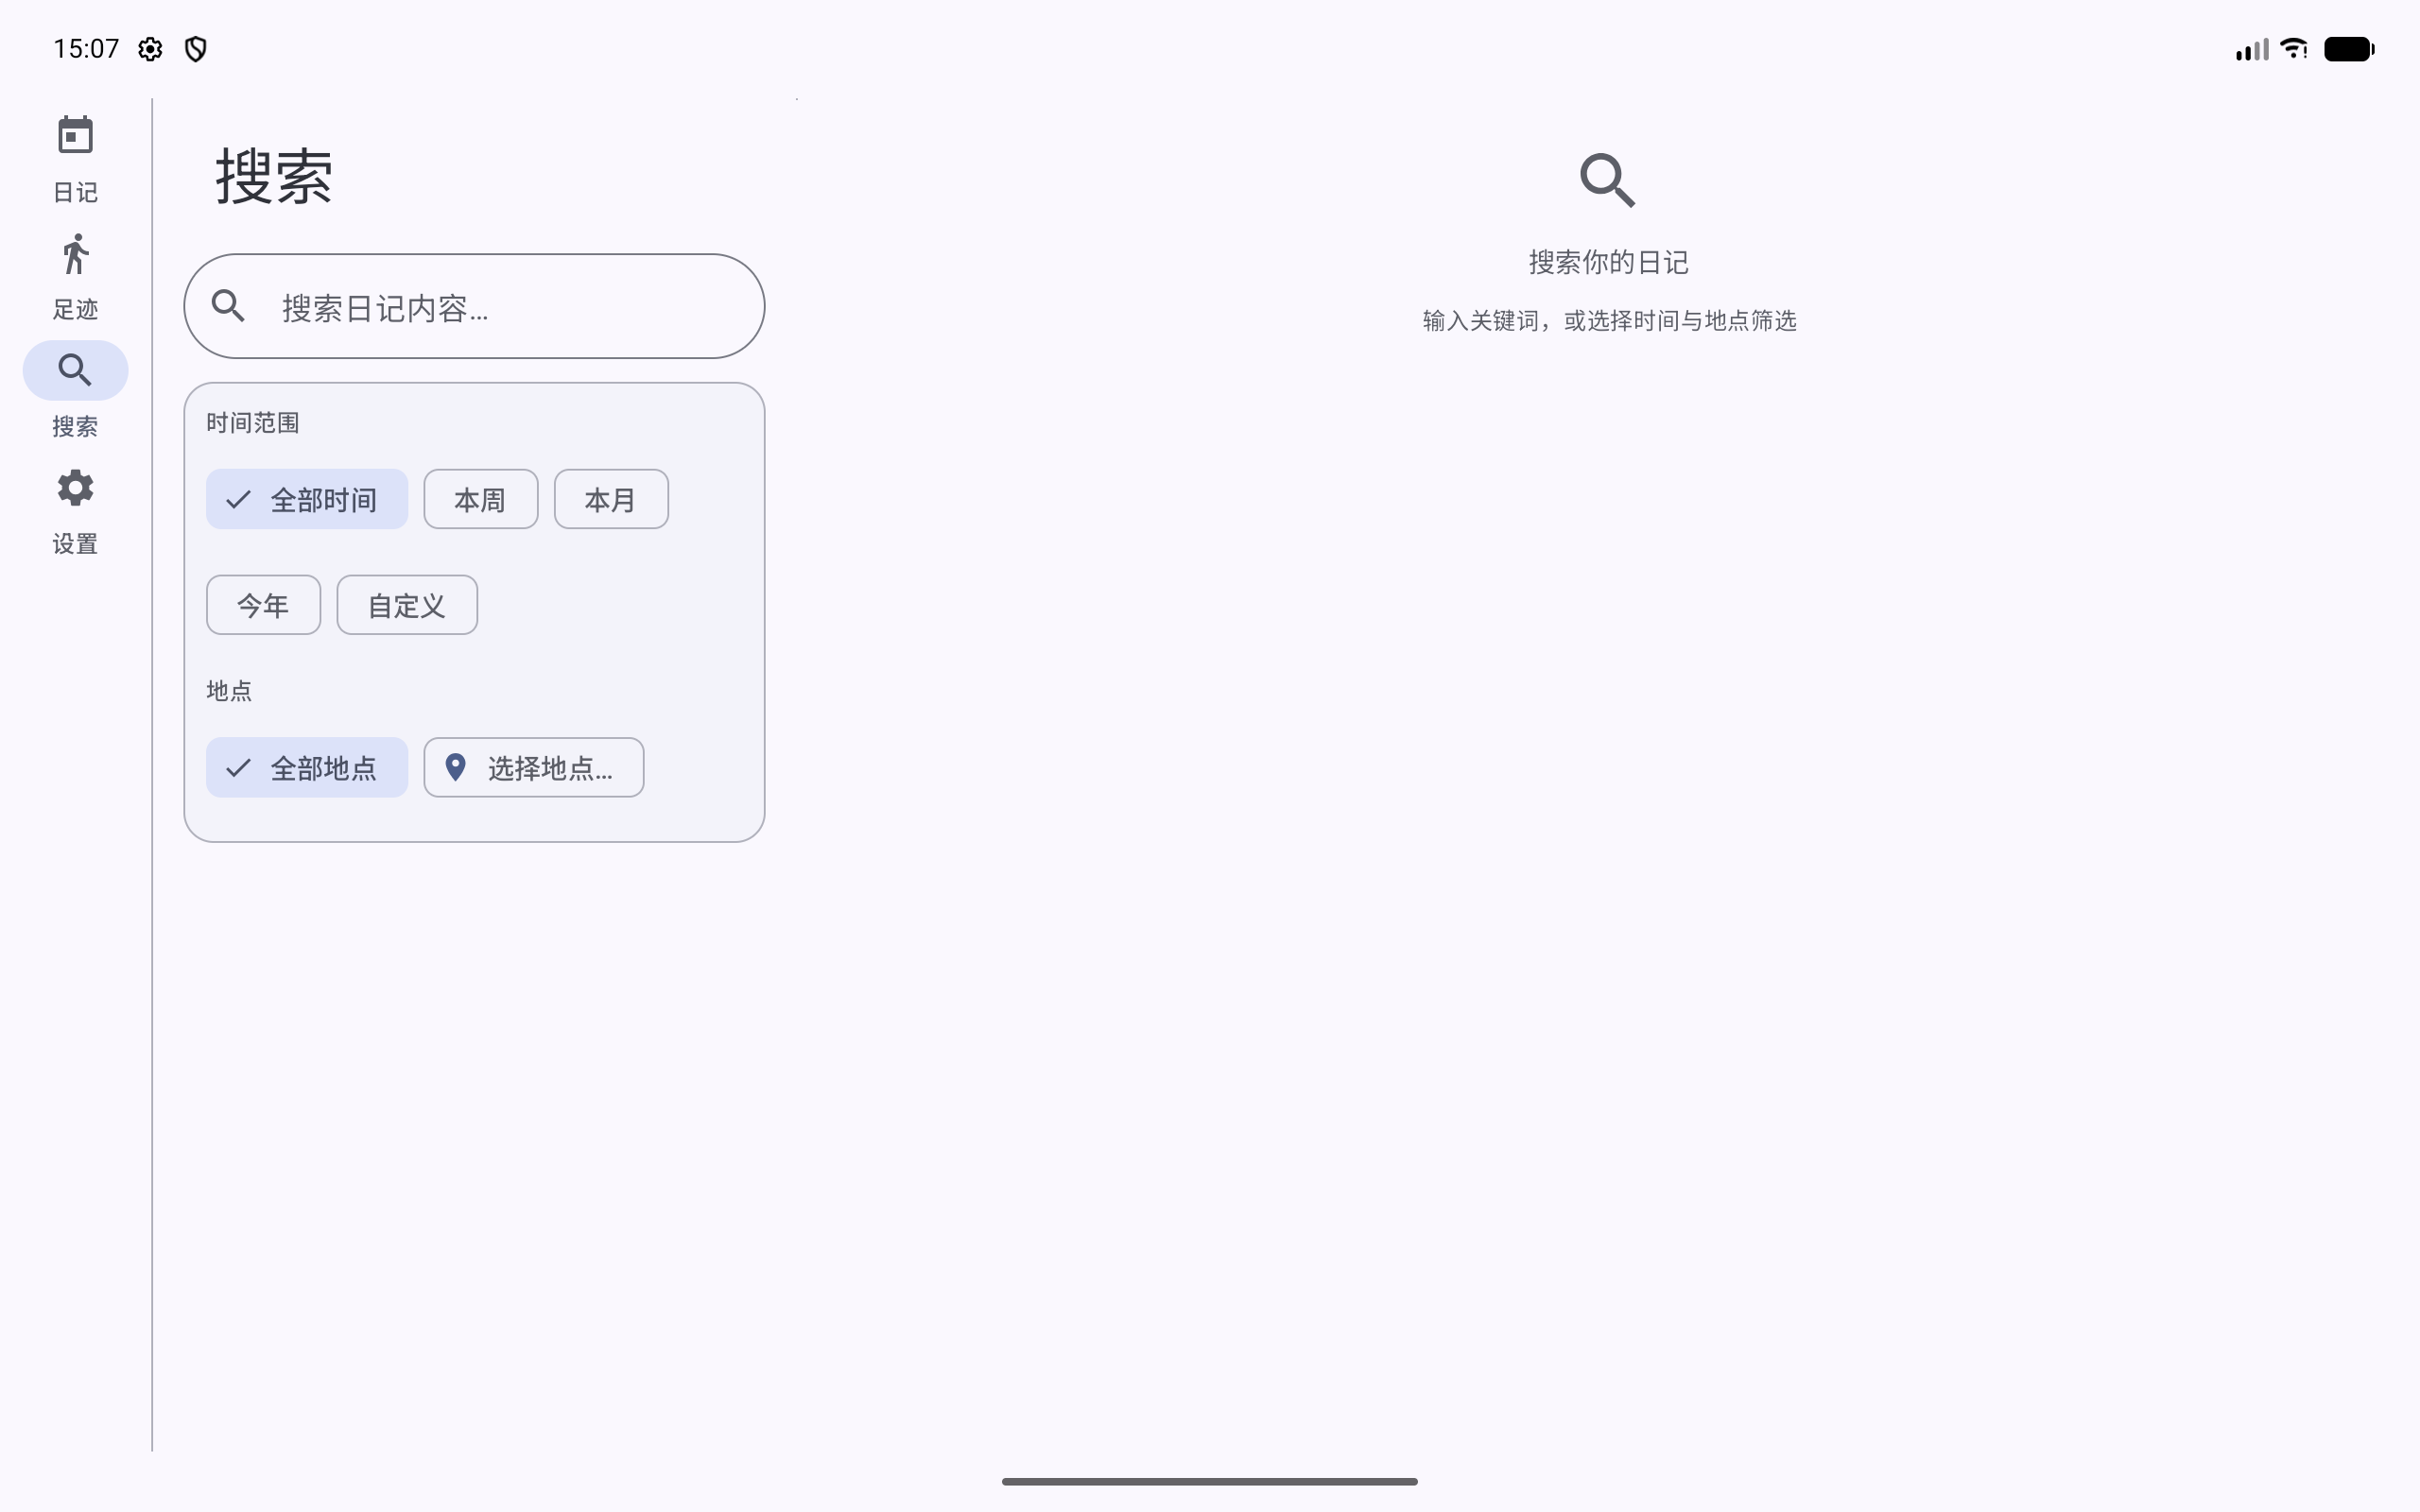 15:07
日记
足迹
搜索
设置
搜索
搜索日记内容...
时间范围
全部时间 本周 本月
今年 自定义
地点
全部地点 选择地点...
搜索你的日记
输入关键词，或选择时间与地点筛选